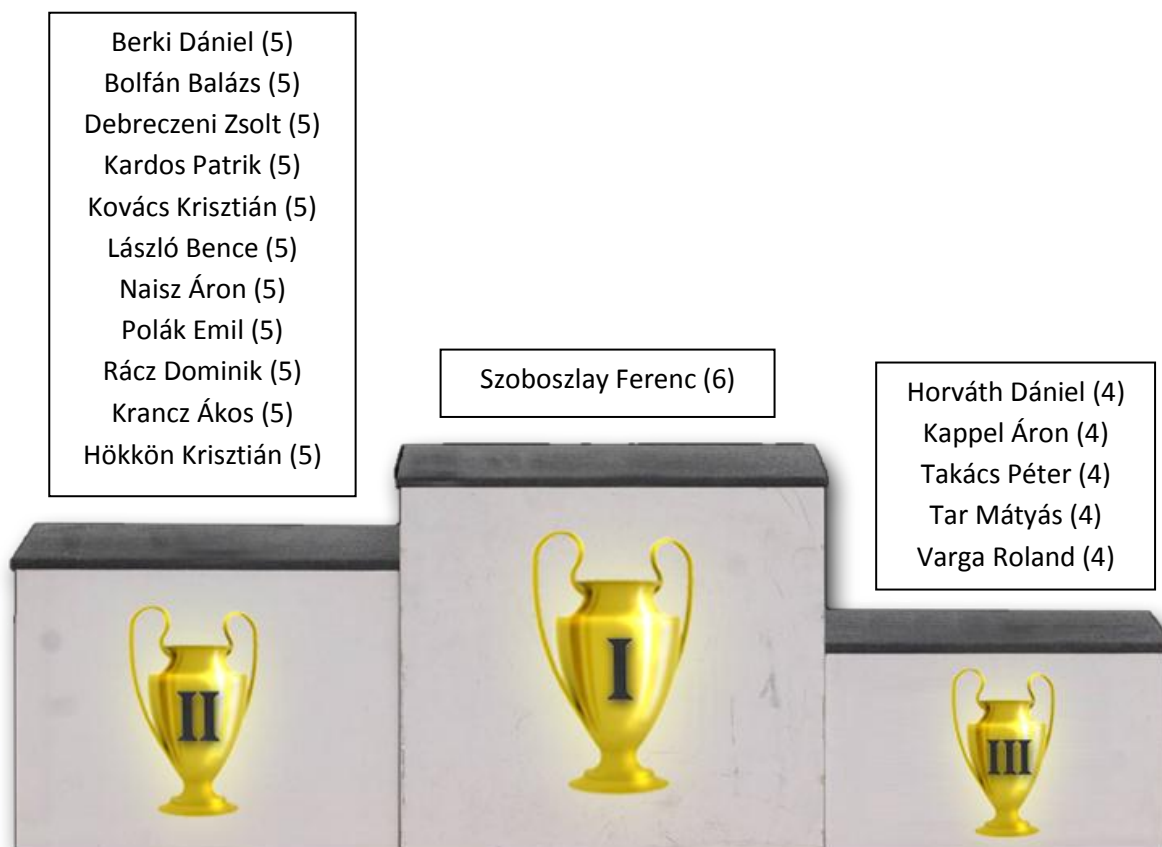 Berki Dániel (5)
Bolfán Balázs (5)
Debreczeni Zsolt (5)
Kardos Patrik (5)
Kovács Krisztián (5)
László Bence (5)
Naisz Áron (5)
Polák Emil (5)
Rácz Dominik (5)
Krancz Ákos (5)
Hökkön Krisztián (5)
Szoboszlay Ferenc (6)
Horváth Dániel (4)
Kappel Áron (4)
Takács Péter (4)
Tar Mátyás (4)
Varga Roland (4)
II
I
III